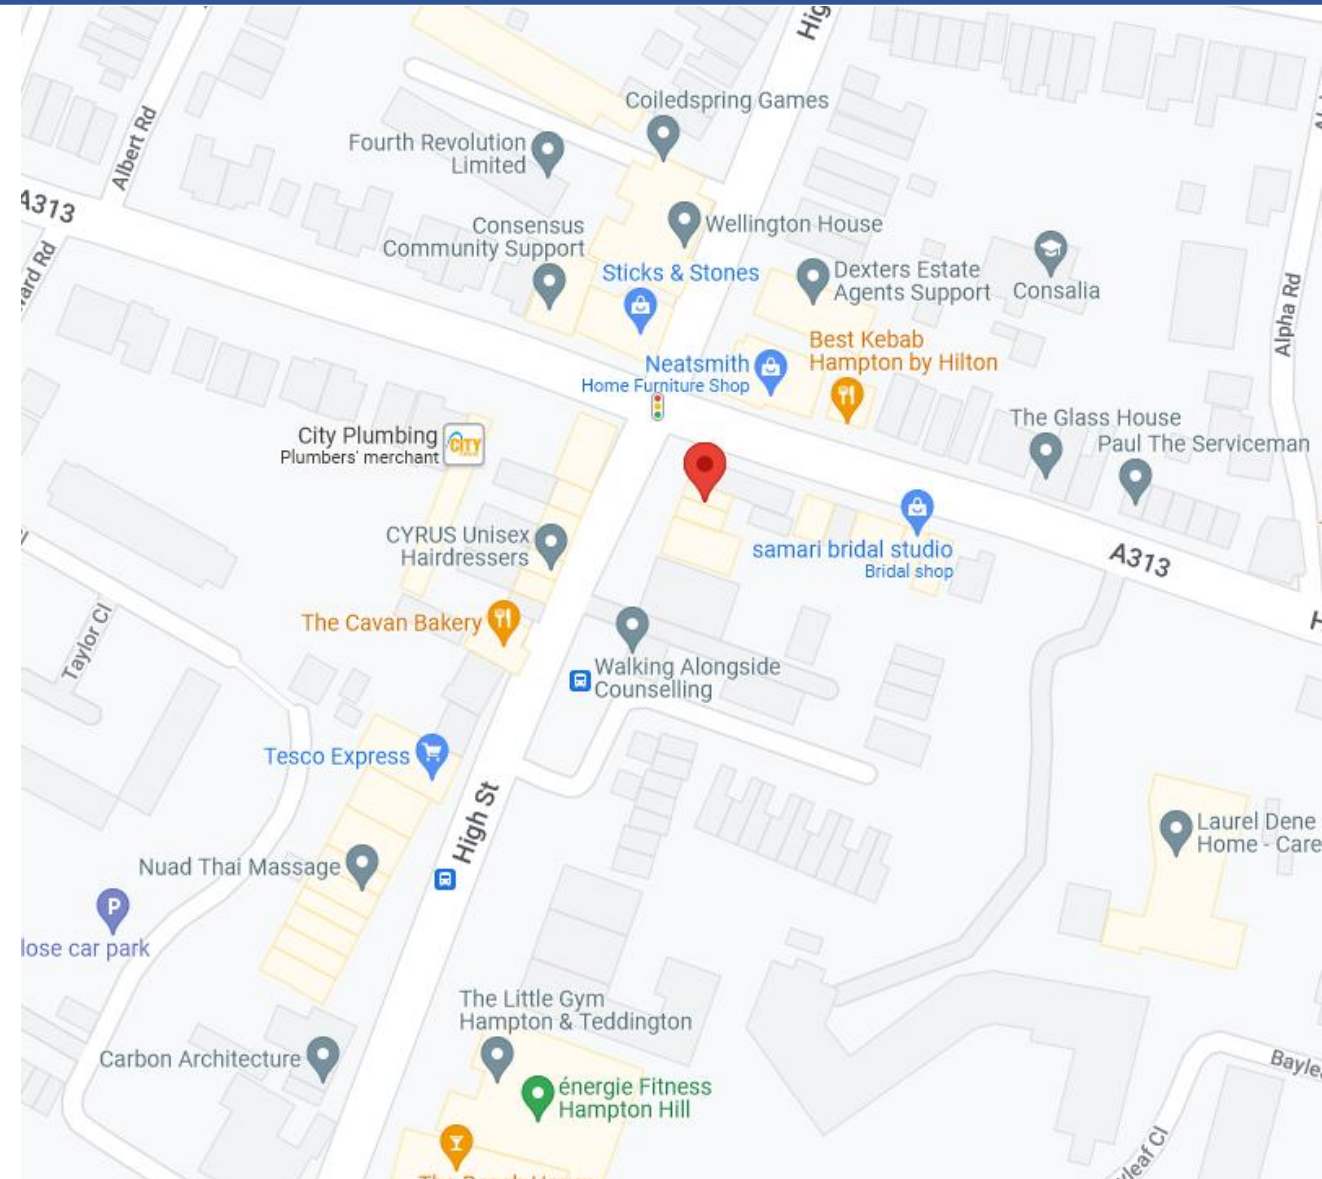 Hig
Coiledspring Games
Albert Rd
Fourth Revolution
Limited
A313
Consensus
Community Support
Wellington House
Sticks & Stones
Dexters Estate
Agents Support
Consalia
Alpha Rd
Best Kebab
Hampton by Hilton
Neatsmith
Home Furniture Shop
The Glass House
Paul The Serviceman
City Plumbing
Plumbers' merchant
CITY
CYRUS Unisex
Hairdressers
samari bridal studio
Bridal shop
A313
The Cavan Bakery
Taylor Cl
Walking Alongside
Counselling
Tesco Express
High St
Laurel Dene
Home - Care
Nuad Thai Massage
P
lose car park
The Little Gym
Hampton & Teddington
Carbon Architecture
énergie Fitness
Hampton Hill
Baylea
yleaf Cl